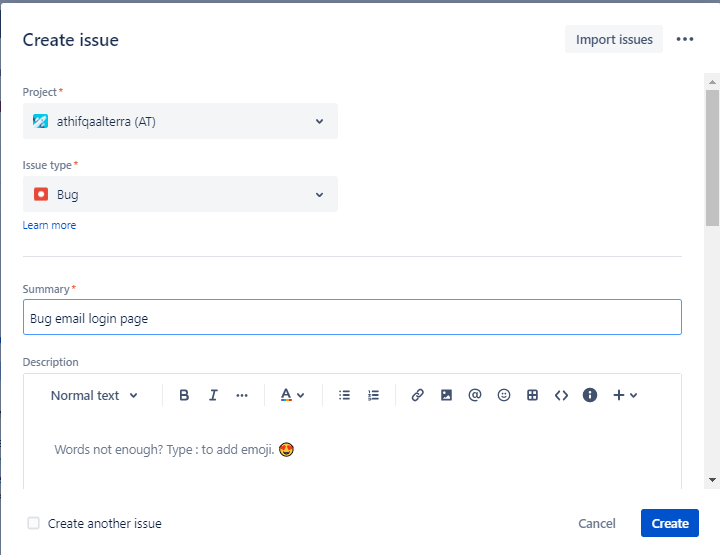 Create issue
Import issues
Project*
athifqaalterra (AT)
Issue type*
Bug
Learn more
Summary*
Bug email login page
Description
Normal text
B
I
A
@
Words not enough? Type : to add emoji.
Create another issue
Cancel
Create